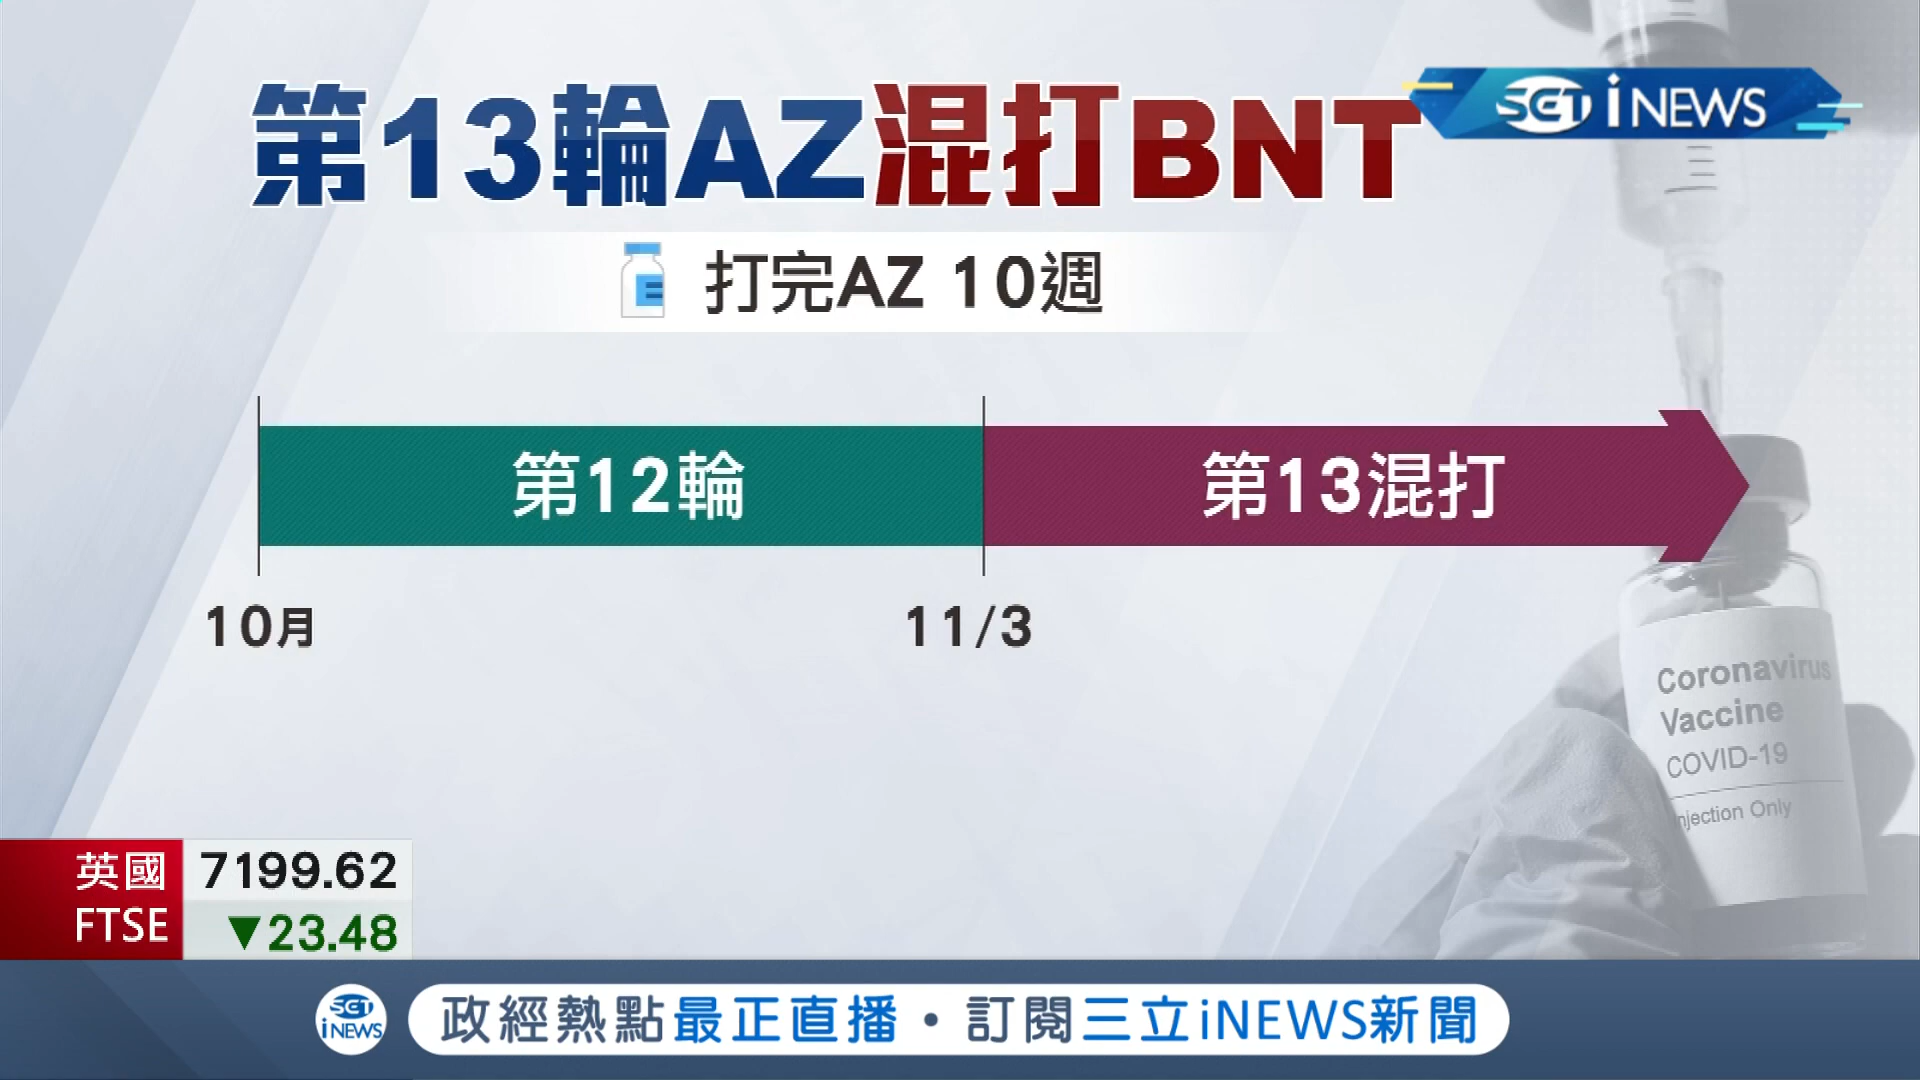 第13輪AZ混打BNT
SET iNEWS
打完AZ 10週
第12輪
第13混打
10月
11/3
Coronavirus
Vaccine
COVID-19
njection Only
英國 7199.62
FTSE ▼23.48
SET iNEWS
政經熱點最正直播・訂閱三立iNEWS新聞